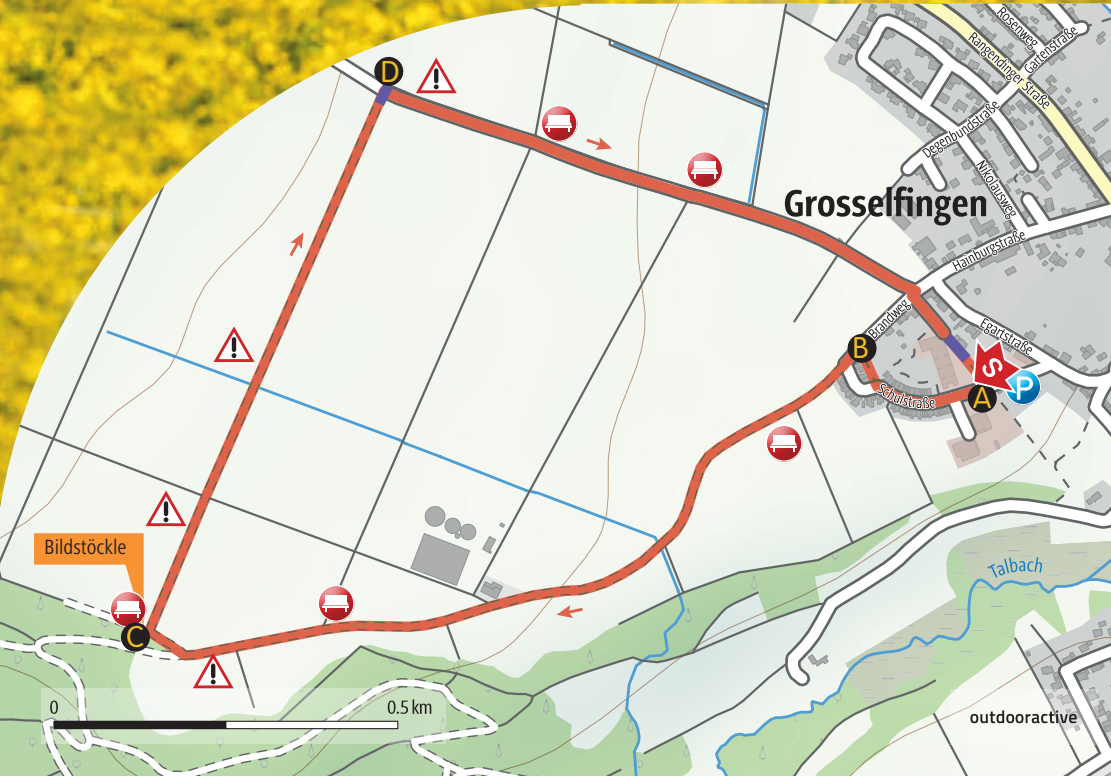 D
Rosenweg
Gartenstraße
Rangendinger Straße
Degenbundstraße
Nikolausweg
Grosselfingen
Hainburgstraße
Brandweg
Egartstraße
B
S
P
A
Schulstraße
Bildstöckle
C
Talbach
0
0.5 km
outdooractive